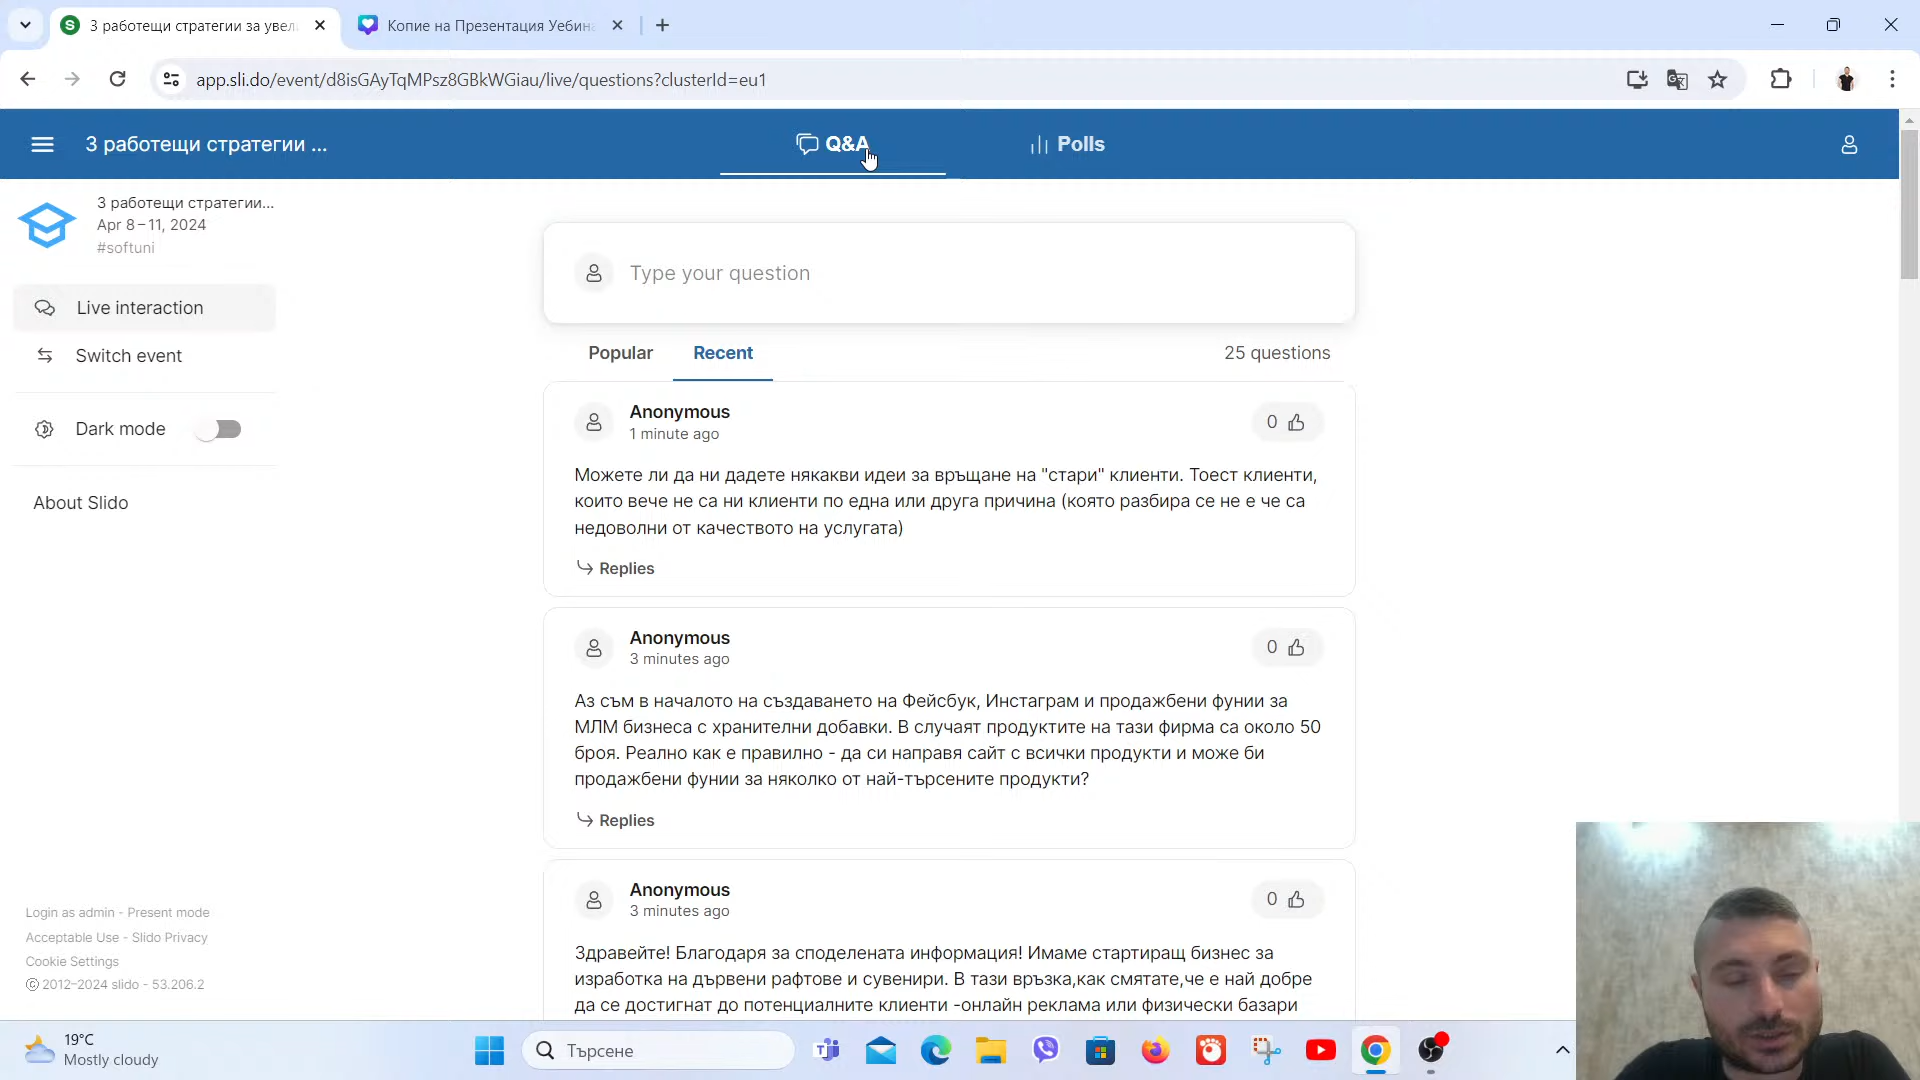 3 работещи стратегии за увел
Копие на Презентация Уебина
app.sli.do/event/d8isGAyTqMPsz8GBkWGiau/live/questions?clusterId=eu1
3 работещи стратегии ...
Q&A
Polls
3 работещи стратегии...
Apr 8–11, 2024
#softuni
Live interaction
Switch event
Dark mode
About Slido
Type your question
Popular
Recent
25 questions
Anonymous
1 minute ago
0
Можете ли да ни дадете някакви идеи за връщане на "стари" клиенти. Тоест клиенти,
които вече не са ни клиенти по една или друга причина (която разбира се не е че са
недоволни от качеството на услугата)
Replies
Anonymous
3 minutes ago
0
Аз съм в началото на създаването на Фейсбук, Инстаграм и продажбени фунии за
МЛМ бизнеса с хранителни добавки. В случаят продуктите на тази фирма са около 50
броя. Реално как е правилно - да си направя сайт с всички продукти и може би
продажбени фунии за няколко от най-търсените продукти?
Replies
Anonymous
3 minutes ago
0
Здравейте! Благодаря за споделената информация! Имаме стартиращ бизнес за
изработка на дървени рафтове и сувенири. В тази връзка,как смятате,че е най добре
да се достигнат до потенциалните клиенти -онлайн реклама или физически базари
Login as admin - Present mode
Acceptable Use - Slido Privacy
Cookie Settings
© 2012–2024 slido - 53.206.2
19°C
Mostly cloudy
Търсене